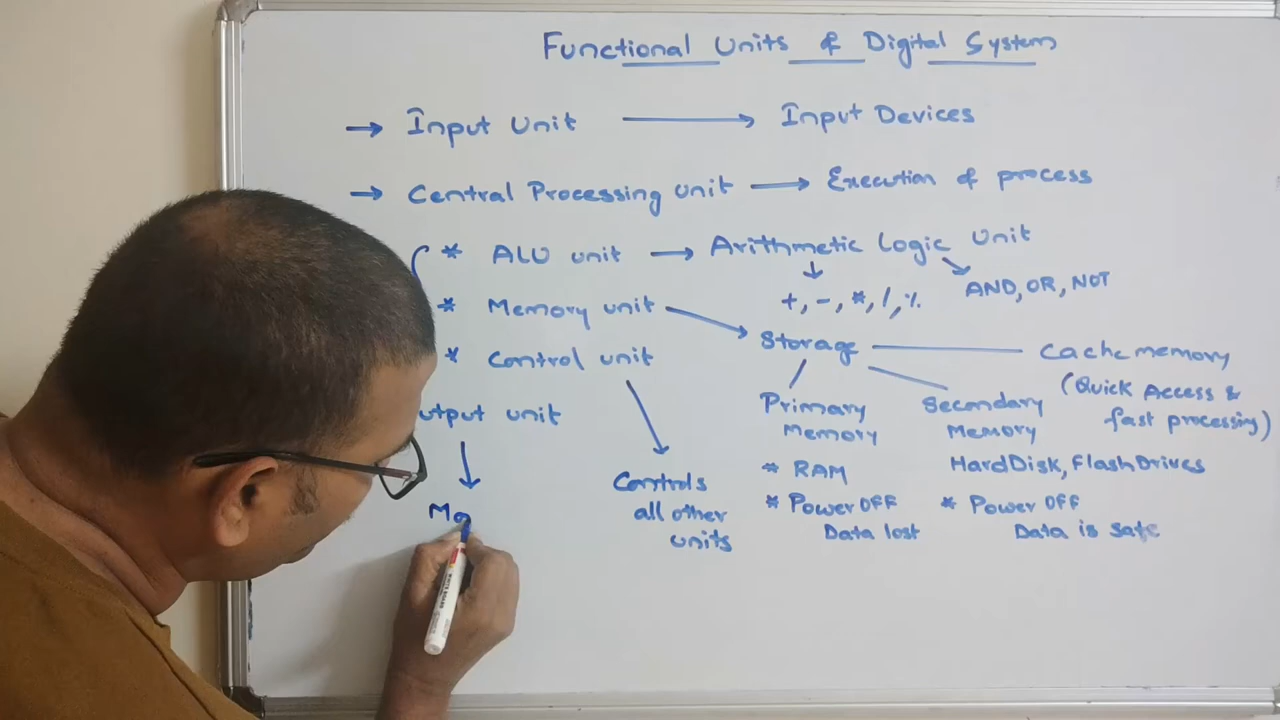 Functional Units of Digital System
→ Input Unit → Input Devices
→ Central Processing unit → Execution of process
* ALU unit → Arithmetic Logic Unit
+, -, *, /, %
AND, OR, NOT
* Memory unit → Storage
Cache memory
(Quick Access &
fast processing)
* Control unit
Primary
Memory
* RAM
* Power OFF
Data lost
Secondary
Memory
HardDisk, FlashDrives
* Power OFF
Data is safe
Controls
all other
units
utput unit
Mo